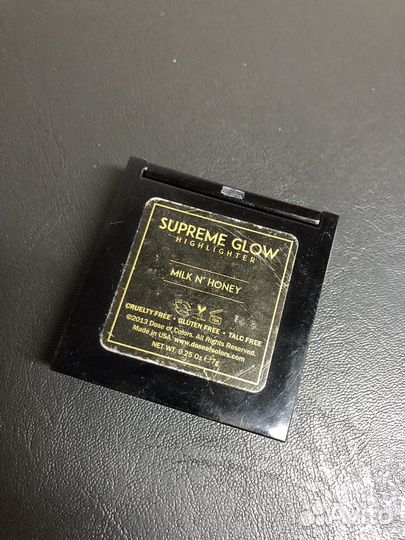 SUPREME GLOW
HIGHLIGHTER
MILK N' HONEY
CRUELTY FREE • GLUTEN FREE • TALC FREE
©2013 Dose of Colors. All Rights Reserved.
Made in USA. www.doseofcolors.com
NET WT. 0.25 Oz ℮ 7g
Avito